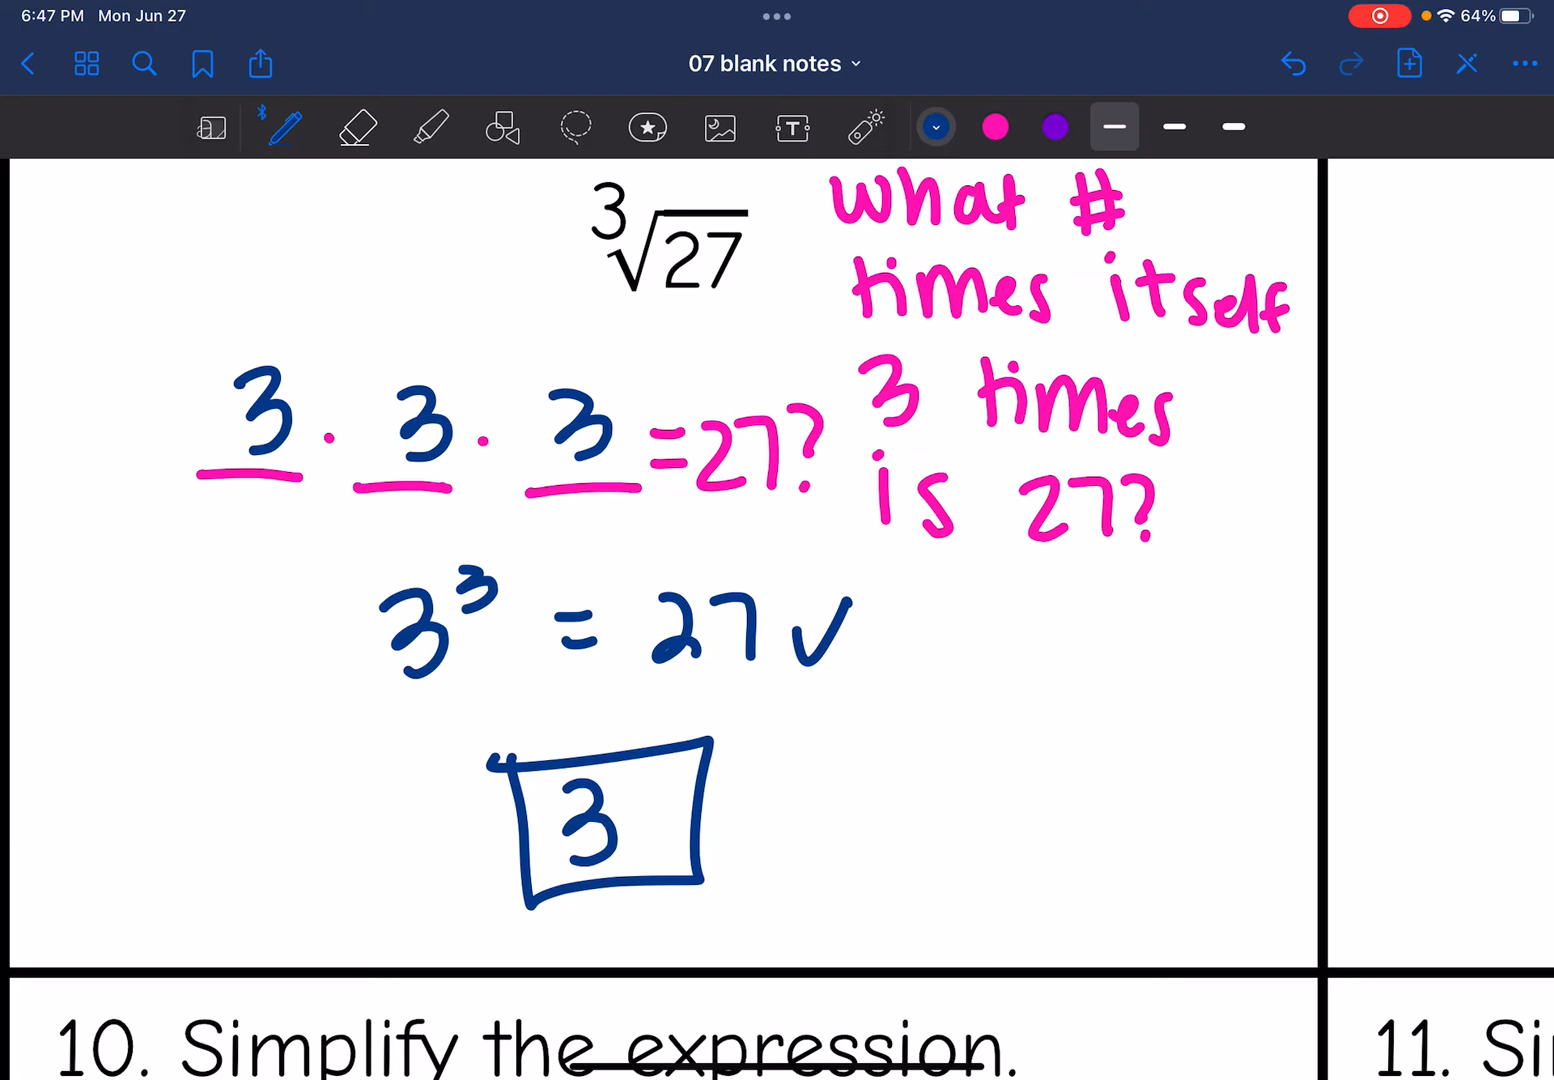 6:47 PM Mon Jun 27
64%
07 blank notes
T
∛27
what #
times itself
3 times
is 27?
3 · 3 · 3 = 27?
3³ = 27 ✓
3
10. Simplify the expression.
11. Si